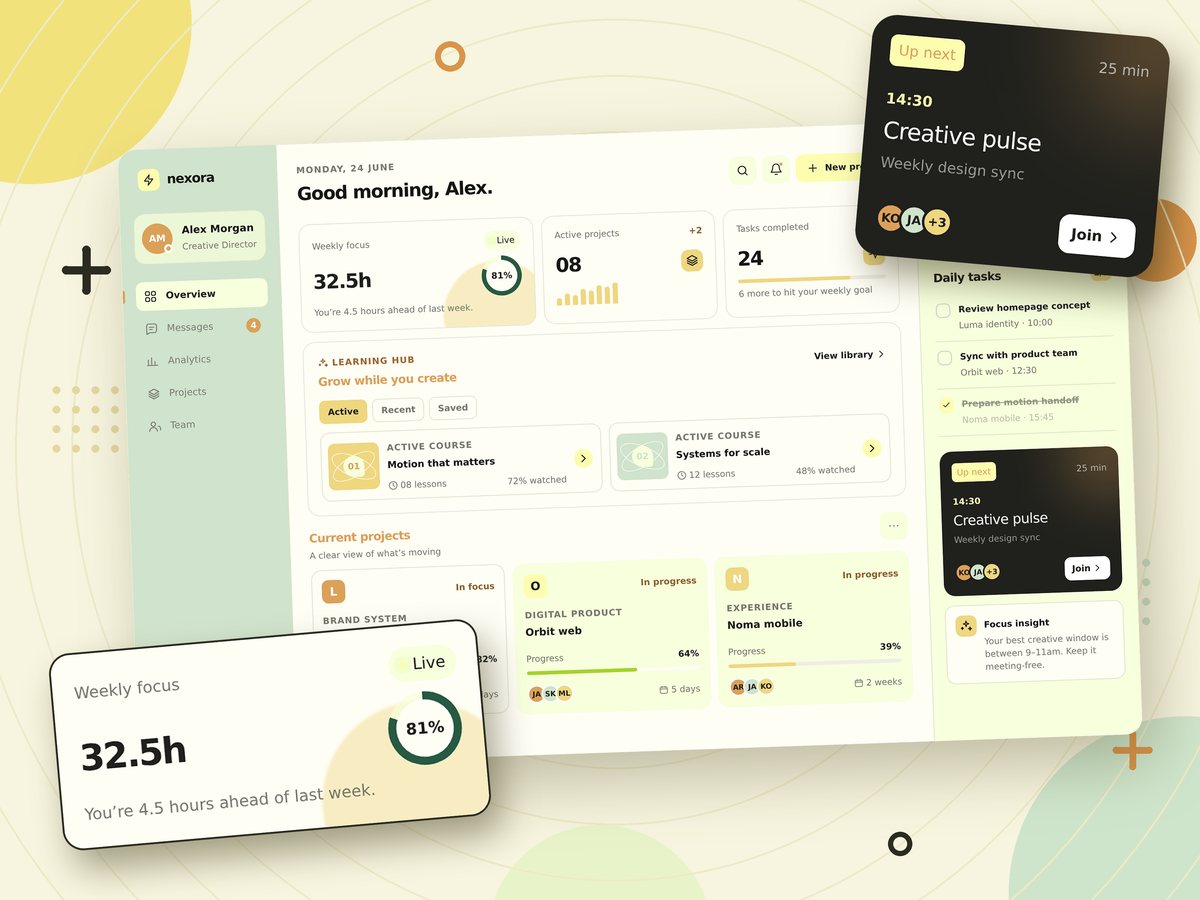 nexora
AM
Alex Morgan
Creative Director
Overview
Messages
4
Analytics
Projects
Team
MONDAY, 24 JUNE
Good morning, Alex.
New
Weekly focus
Live
32.5h
81%
You’re 4.5 hours ahead of last week.
Active projects
+2
08
Tasks completed
24
6 more to hit your weekly goal
LEARNING HUB
Grow while you create
View library
Active
Recent
Saved
01
ACTIVE COURSE
Motion that matters
08 lessons
72% watched
02
ACTIVE COURSE
Systems for scale
12 lessons
48% watched
Current projects
A clear view of what’s moving
L
In focus
BRAND SYSTEM
O
In progress
DIGITAL PRODUCT
Orbit web
Progress
64%
JA
SK
ML
5 days
N
In progress
EXPERIENCE
Noma mobile
Progress
39%
AR
JA
KO
2 weeks
Daily tasks
Review homepage concept
Luma identity · 10:00
Sync with product team
Orbit web · 12:30
Prepare motion handoff
Noma mobile · 15:45
Up next
25 min
14:30
Creative pulse
Weekly design sync
KO
JA
+3
Join
Focus insight
Your best creative window is
between 9–11am. Keep it
meeting-free.
Up next
25 min
14:30
Creative pulse
Weekly design sync
KO
JA
+3
Join
Weekly focus
Live
32.5h
81%
You’re 4.5 hours ahead of last week.